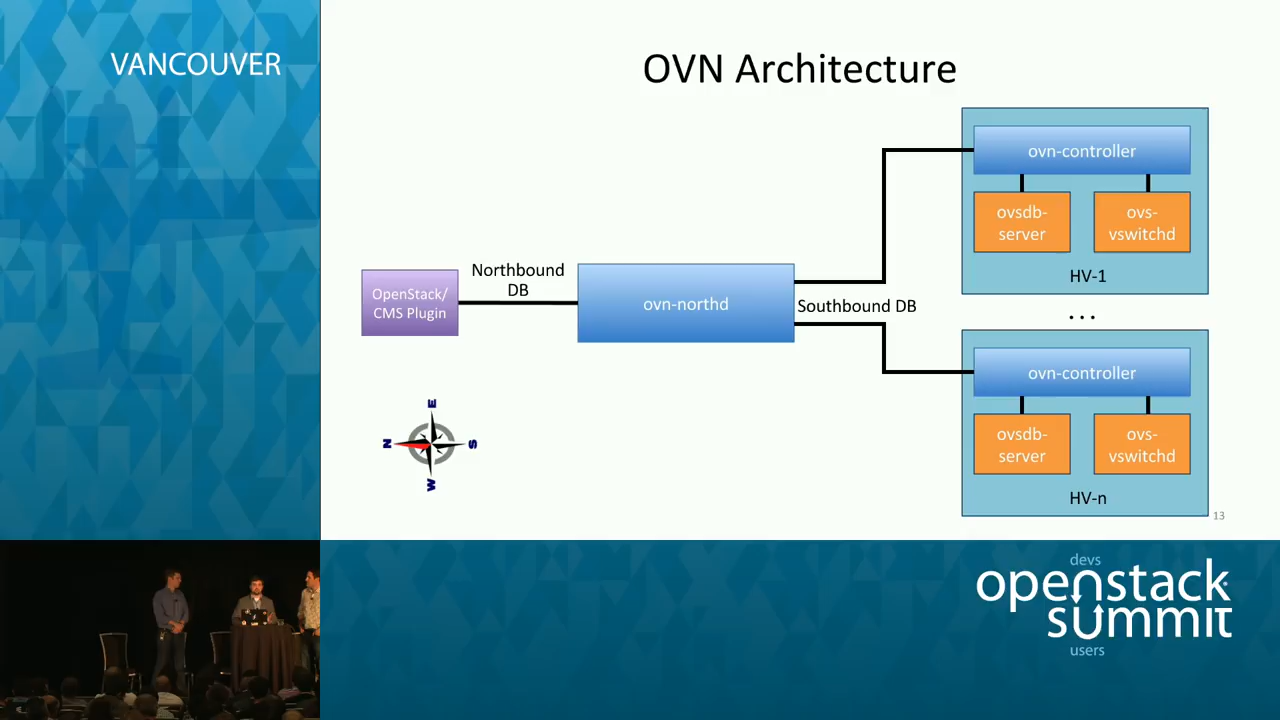 VANCOUVER
OVN Architecture
ovn-controller
ovsdb-
server
ovs-
vswitchd
HV-1
Northbound
DB
OpenStack/
CMS Plugin
ovn-northd
Southbound DB
...
ovn-controller
ovsdb-
server
ovs-
vswitchd
HV-n
E
N
S
W
13
devs
openstack
summit
users